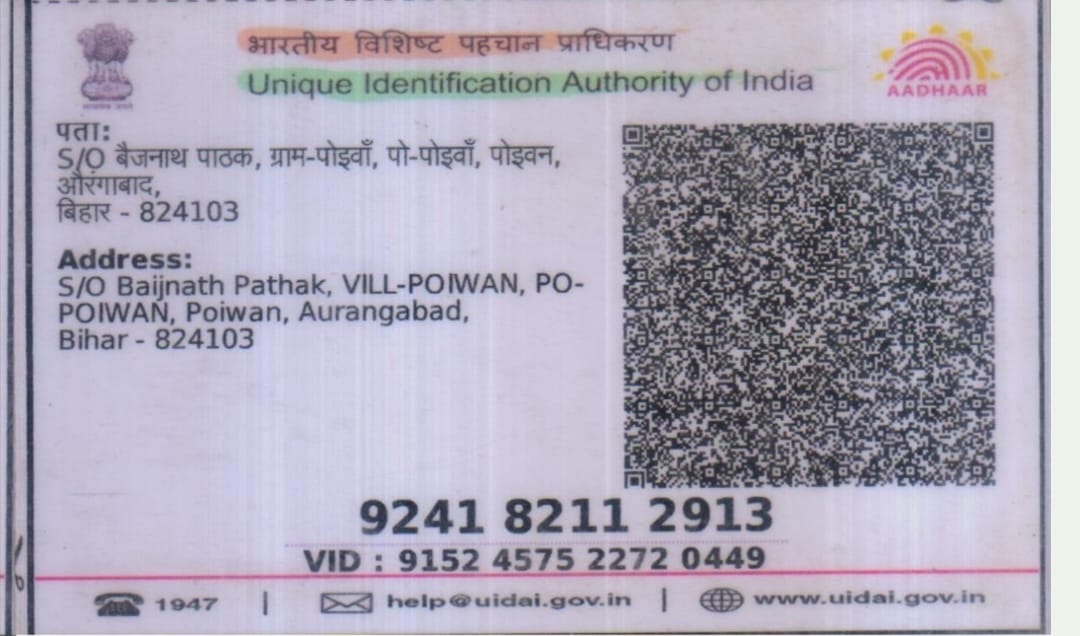 भारतीय विशिष्ट पहचान प्राधिकरण
Unique Identification Authority of India
AADHAAR
पता:
S/O बैजनाथ पाठक, ग्राम-पोइवाँ, पो-पोइवाँ, पोइवन,
औरंगाबाद,
बिहार - 824103
Address:
S/O Baijnath Pathak, VILL-POIWAN, PO-
POIWAN, Poiwan, Aurangabad,
Bihar - 824103
9241 8211 2913
VID : 9152 4575 2272 0449
1947 | help@uidai.gov.in | www.uidai.gov.in